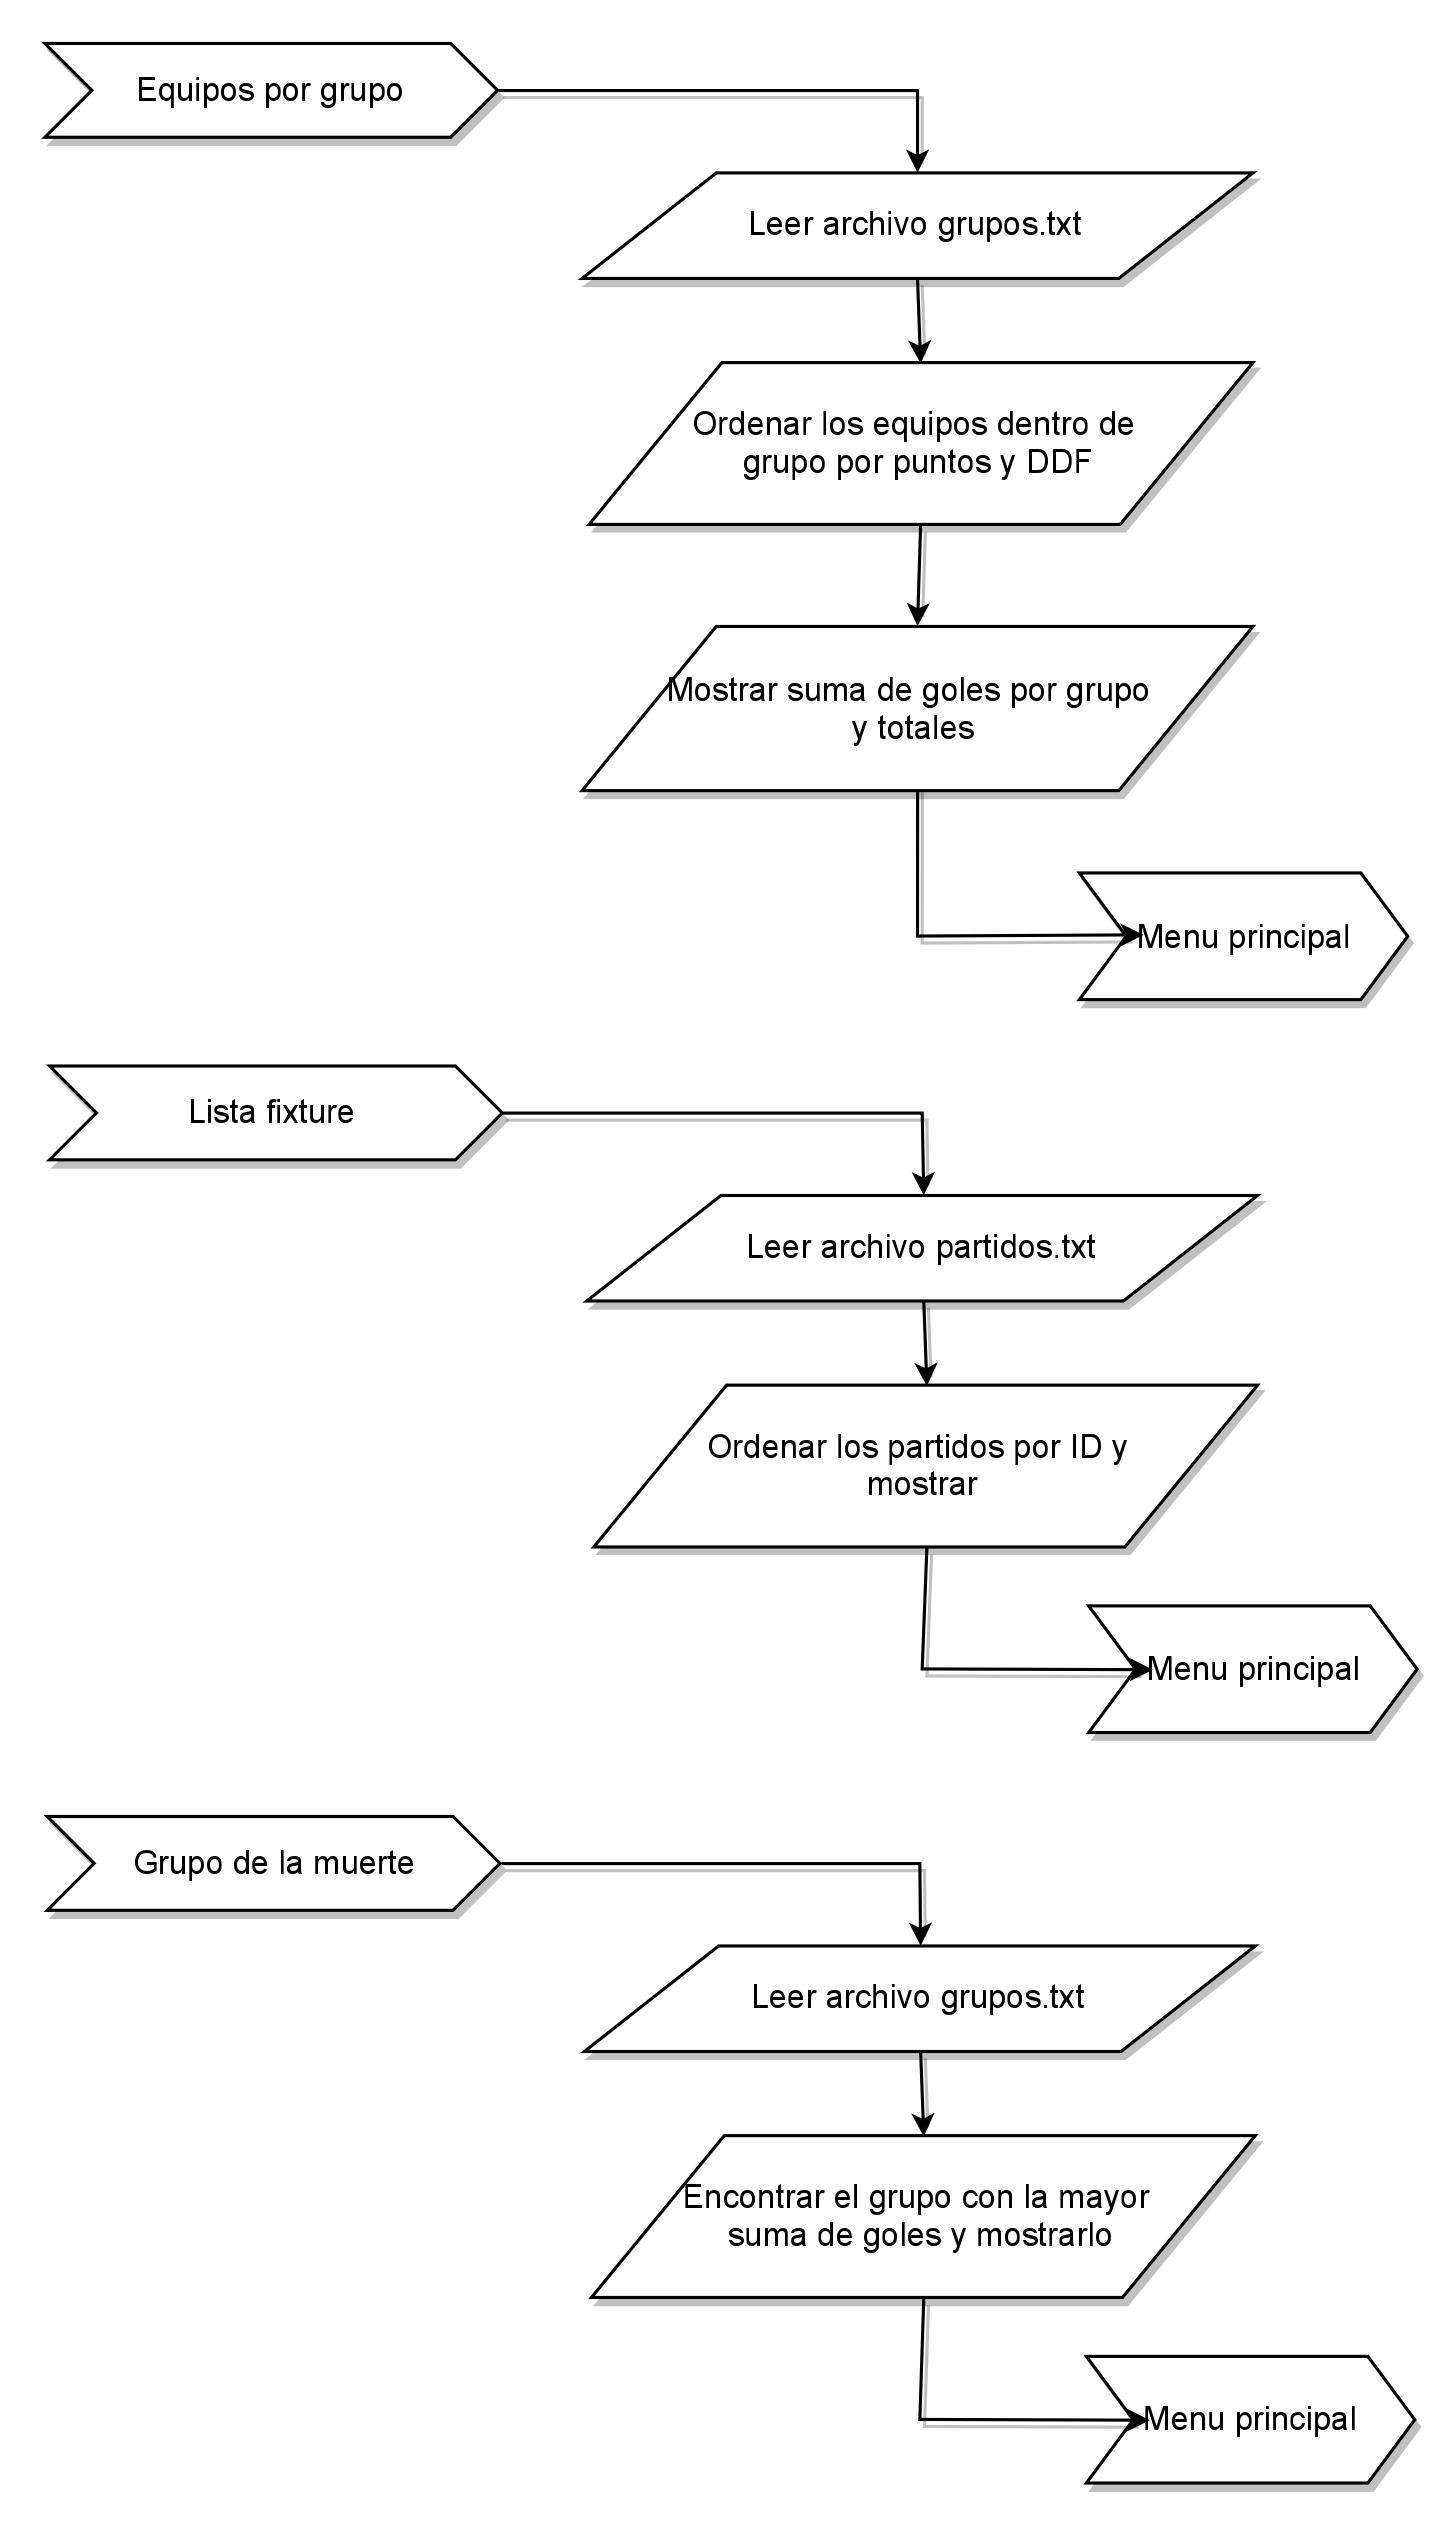 Equipos por grupo
Leer archivo grupos.txt
Ordenar los equipos dentro de
grupo por puntos y DDF
Mostrar suma de goles por grupo
y totales
Menu principal
Lista fixture
Leer archivo partidos.txt
Ordenar los partidos por ID y
mostrar
Menu principal
Grupo de la muerte
Leer archivo grupos.txt
Encontrar el grupo con la mayor
suma de goles y mostrarlo
Menu principal